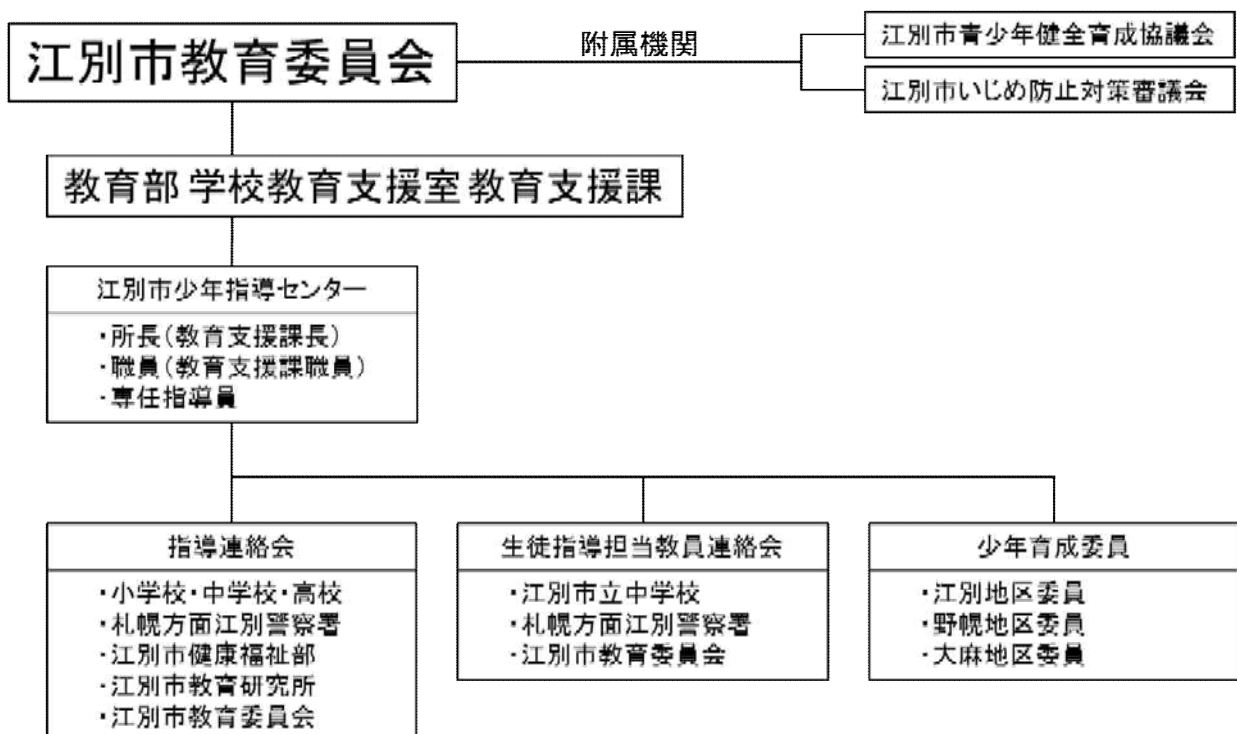 江別市教育委員会
附属機関
江別市青少年健全育成協議会
江別市いじめ防止対策審議会
教育部 学校教育支援室 教育支援課
江別市少年指導センター
・所長(教育支援課長)
・職員(教育支援課職員)
・専任指導員
指導連絡会
・小学校・中学校・高校
・札幌方面江別警察署
・江別市健康福祉部
・江別市教育研究所
・江別市教育委員会
生徒指導担当教員連絡会
・江別市立中学校
・札幌方面江別警察署
・江別市教育委員会
少年育成委員
・江別地区委員
・野幌地区委員
・大麻地区委員